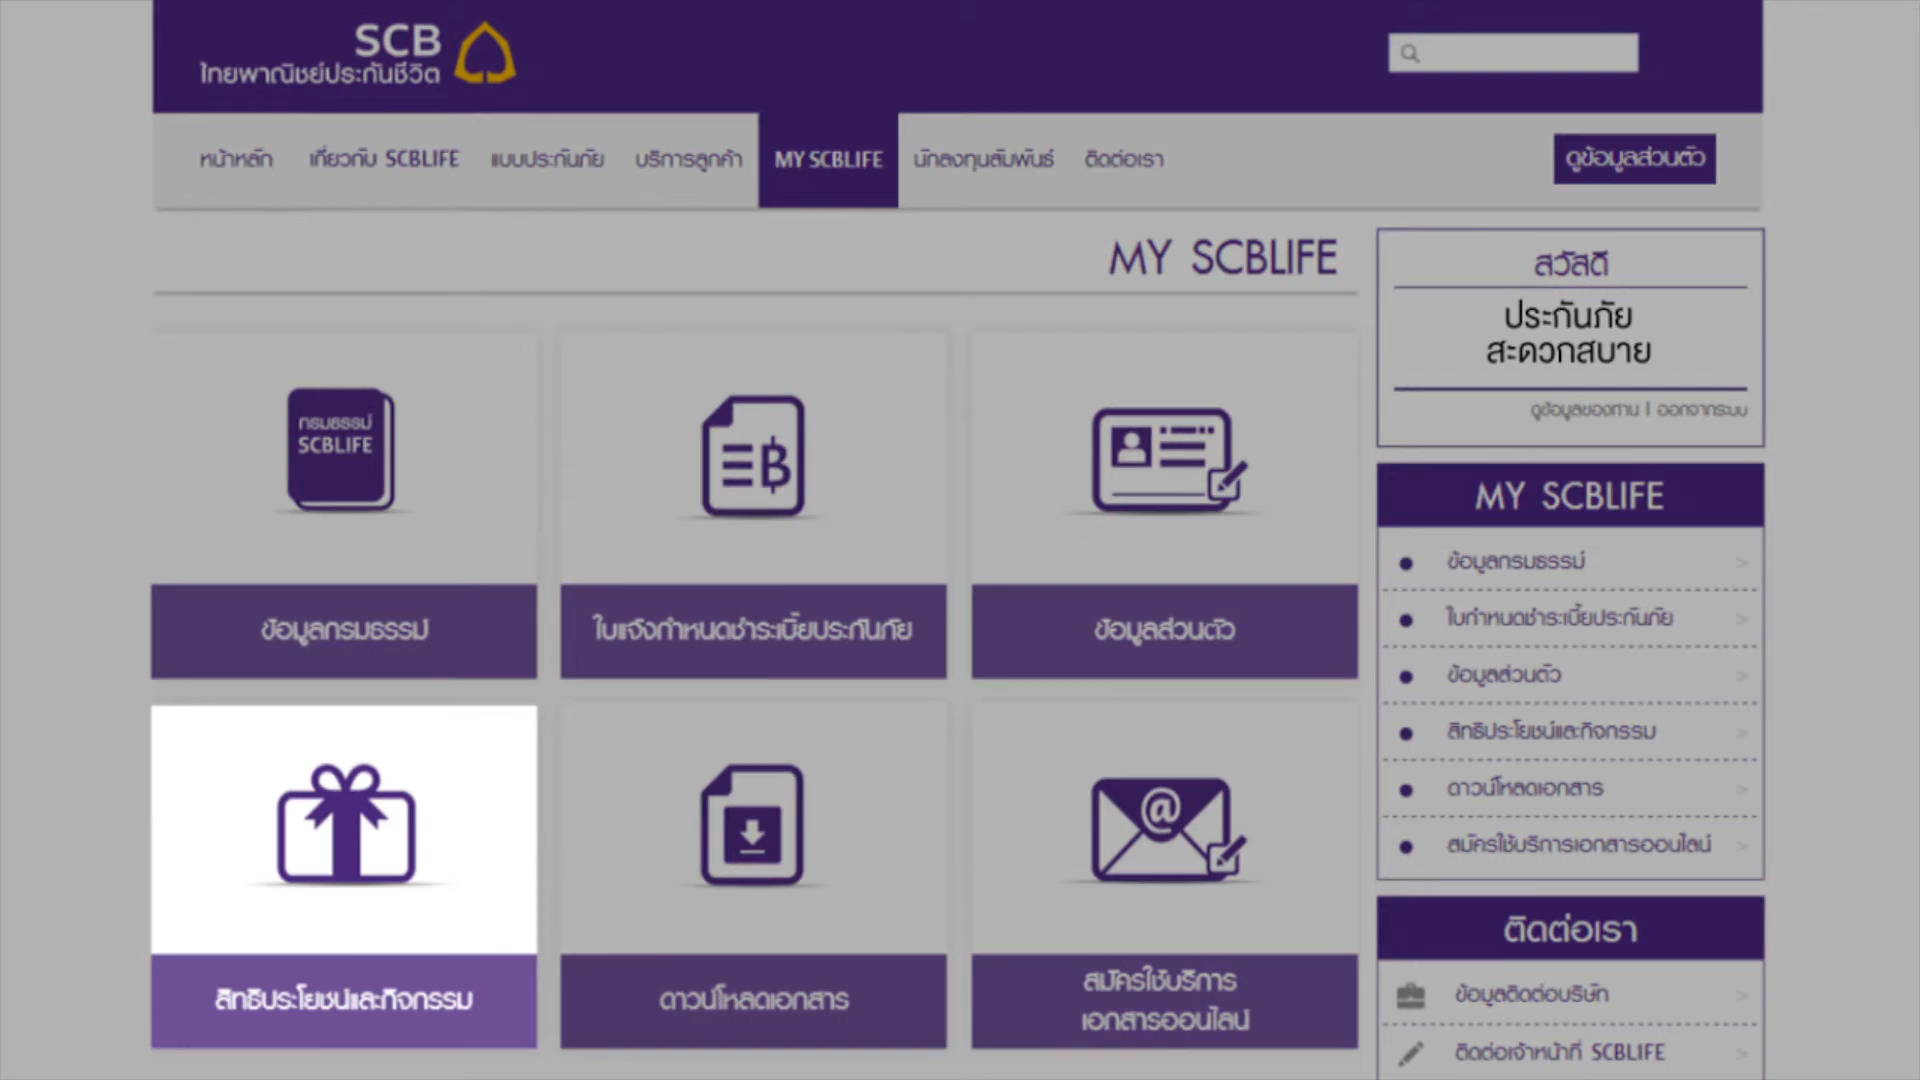 SCB
ไทยพาณิชย์ประกันชีวิต
หน้าหลัก
เกี่ยวกับ SCBLIFE
แบบประกันภัย
บริการลูกค้า
MY SCBLIFE
นักลงทุนสัมพันธ์
ติดต่อเรา
ดูข้อมูลส่วนตัว
MY SCBLIFE
สวัสดี
ประกันภัย
สะดวกสบาย
ดูข้อมูลของท่าน | ออกจากระบบ
กรมธรรม์
SCBLIFE
฿
ข้อมูลกรมธรรม์
ใบแจ้งกำหนดชำระเบี้ยประกันภัย
ข้อมูลส่วนตัว
@
สิทธิประโยชน์และกิจกรรม
ดาวน์โหลดเอกสาร
สมัครใช้บริการ
เอกสารออนไลน์
MY SCBLIFE
ข้อมูลกรมธรรม์ >
ใบกำหนดชำระเบี้ยประกันภัย >
ข้อมูลส่วนตัว >
สิทธิประโยชน์และกิจกรรม >
ดาวน์โหลดเอกสาร >
สมัครใช้บริการเอกสารออนไลน์ >
ติดต่อเรา
ข้อมูลติดต่อบริษัท >
ติดต่อเจ้าหน้าที่ SCBLIFE >